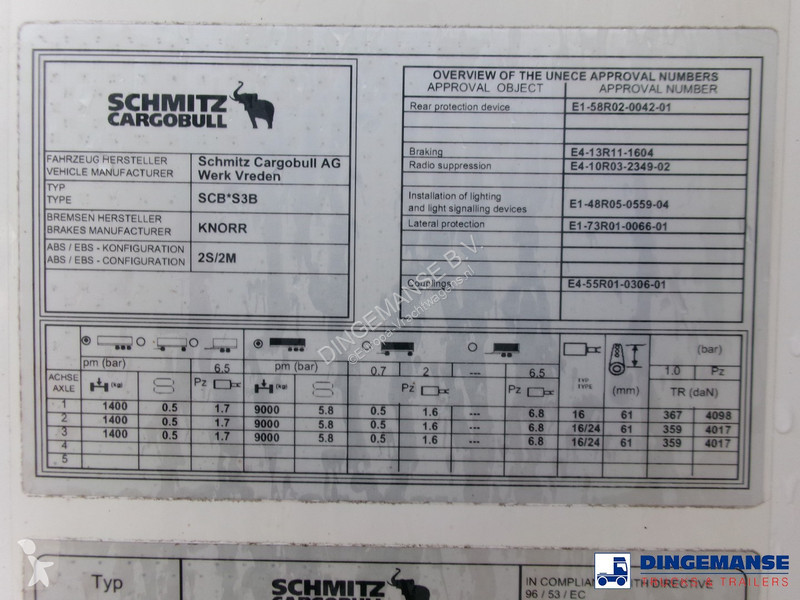 SCHMITZ
CARGOBULL
FAHRZEUG HERSTELLER
VEHICLE MANUFACTURER
Schmitz Cargobull AG
Werk Vreden
TYP
TYPE
SCB*S3B
BREMSEN HERSTELLER
BRAKES MANUFACTURER
KNORR
ABS / EBS - KONFIGURATION
ABS / EBS - CONFIGURATION
2S/2M
OVERVIEW OF THE UNECE APPROVAL NUMBERS
APPROVAL OBJECT APPROVAL NUMBER
Rear protection device E1-58R02-0042-01
Braking E4-13R11-1604
Radio suppression E4-10R03-2349-02
Installation of lighting
and light signalling devices E1-48R05-0559-04
Lateral protection E1-73R01-0066-01
Couplings E4-55R01-0306-01
DINGEMANSE B.V.
pm (bar) 6.5 pm (bar) 0.7 2 --- 6.5 (bar)
1.0 Pz
ACHSE
AXLE
(kg) Pz (kg) Pz Pz TYP
TYPE (mm) TR (daN)
1 1400 0.5 1.7 9000 5.8 0.5 1.6 --- 6.8 16 61 367 4098
2 1400 0.5 1.7 9000 5.8 0.5 1.6 --- 6.8 16/24 61 359 4017
3 1400 0.5 1.7 9000 5.8 0.5 1.6 --- 6.8 16/24 61 359 4017
4
5
Typ
SCHMITZ
CARGOBULL
IN COMPLIANCE WITH DIRECTIVE
96 / 53 / EC
DINGEMANSE
TRUCKS & TRAILERS